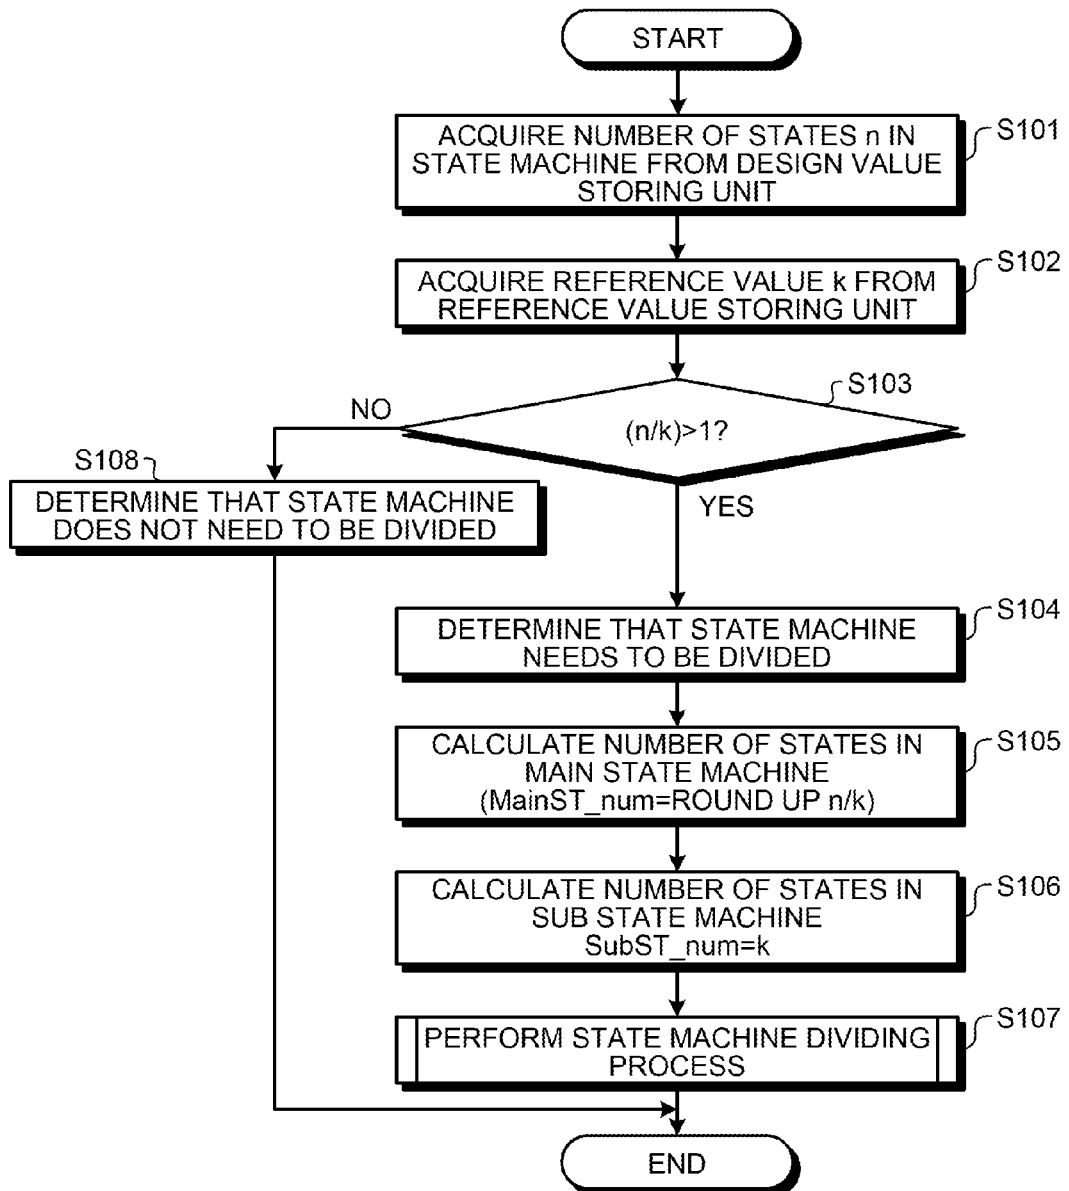 START
ACQUIRE NUMBER OF STATES n IN
STATE MACHINE FROM DESIGN VALUE
STORING UNIT
S101
ACQUIRE REFERENCE VALUE k FROM
REFERENCE VALUE STORING UNIT
S102
(n/k)>1?
S103
NO
YES
S108
DETERMINE THAT STATE MACHINE
DOES NOT NEED TO BE DIVIDED
DETERMINE THAT STATE MACHINE
NEEDS TO BE DIVIDED
S104
CALCULATE NUMBER OF STATES IN
MAIN STATE MACHINE
(MainST_num=ROUND UP n/k)
S105
CALCULATE NUMBER OF STATES IN
SUB STATE MACHINE
SubST_num=k
S106
PERFORM STATE MACHINE DIVIDING
PROCESS
S107
END